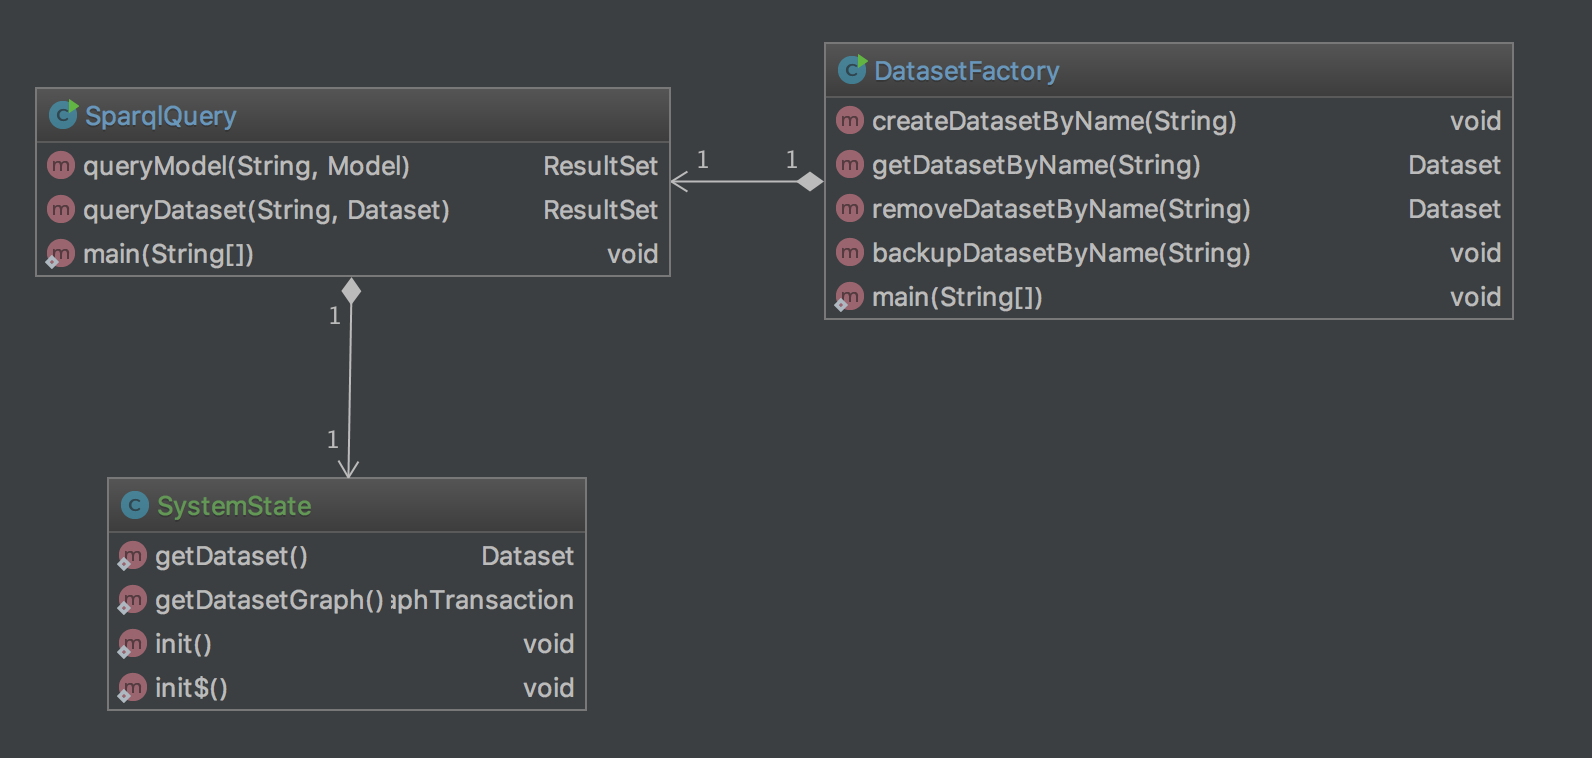 SparqlQuery
queryModel(String, Model) ResultSet
queryDataset(String, Dataset) ResultSet
main(String[]) void
1 1
DatasetFactory
createDatasetByName(String) void
getDatasetByName(String) Dataset
removeDatasetByName(String) Dataset
backupDatasetByName(String) void
main(String[]) void
1
1
SystemState
getDataset() Dataset
getDatasetGraph() aphTransaction
init() void
init$() void